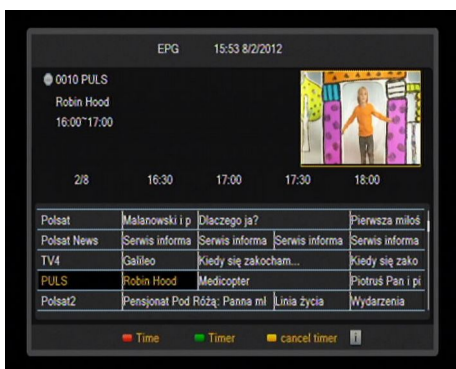 EPG 15:53 8/2/2012
0010 PULS
Robin Hood
16:00~17:00
2/8 16:30 17:00 17:30 18:00
Polsat Malanowski i p Dlaczego ja? Pierwsza miłoś
Polsat News Serwis informa Serwis informa Serwis informa Serwis informa
TV4 Galileo Kiedy się zakocham... Kiedy się zako
PULS Robin Hood Medicopter Piotruś Pan i pi
Polsat2 Pensjonat Pod Różą: Panna mł Linia życia Wydarzenia
Time Timer cancel timer i